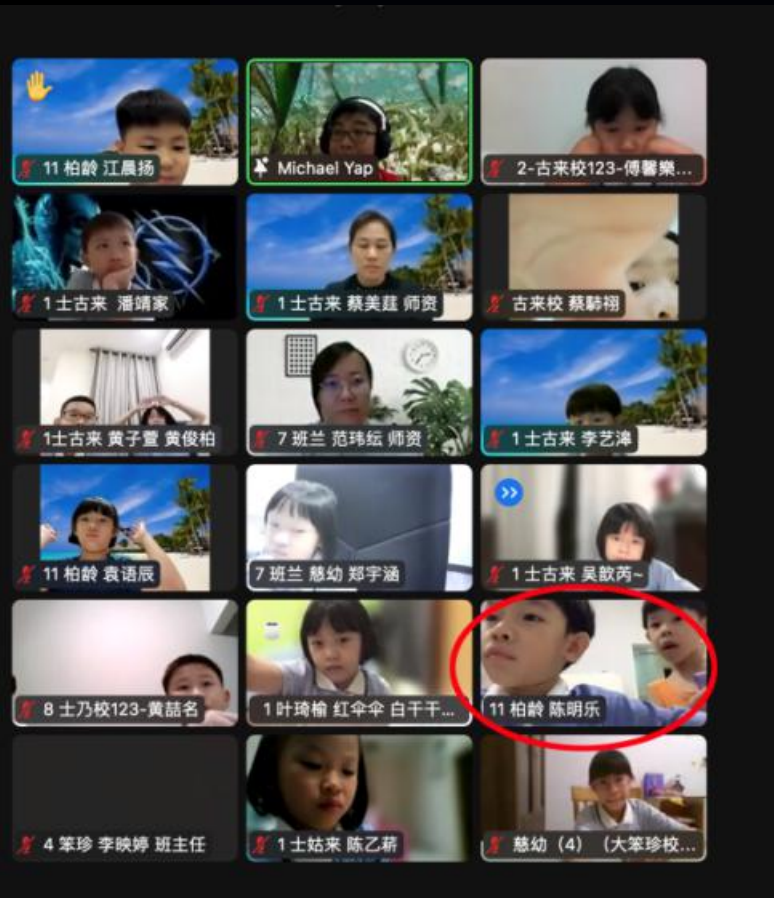 11 柏龄 江晨扬
Michael Yap
2-古来校123-傅馨樂...
1 士古来 潘靖家
1 士古来 蔡美莛 师资
古来校 蔡騞栩
1士古来 黄子萱 黄俊柏
7 班兰 范玮纭 师资
1 士古来 李艺滜
11 柏龄 袁语辰
7 班兰 慈幼 郑宇涵
1 士古来 吴歆芮~
8 士乃校123-黄喆名
1 叶琦榆 红伞伞 白干干...
11 柏龄 陈明乐
4 笨珍 李映婷 班主任
1 士姑来 陈乙薪
慈幼（4）（大笨珍校...